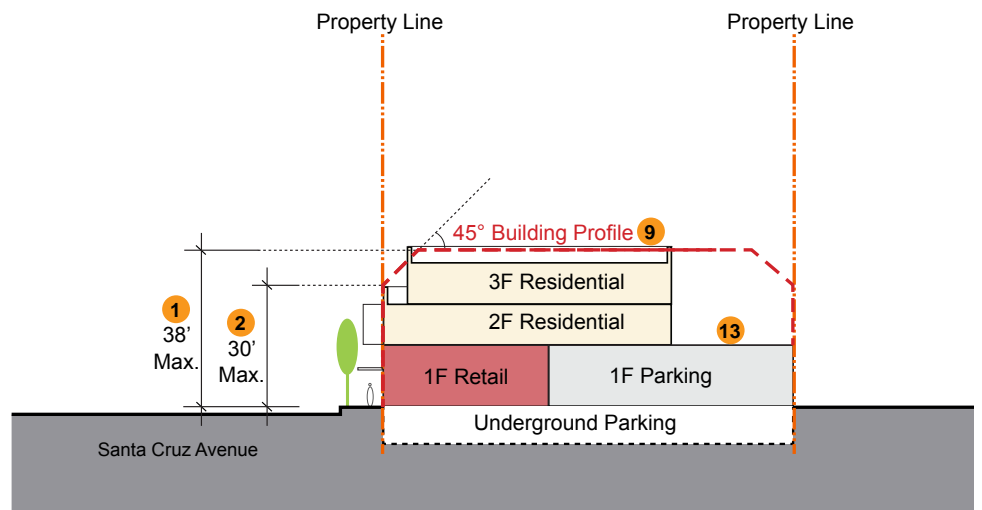 Property Line
Property Line
45° Building Profile 9
3F Residential
1
38’
Max.
2
30’
Max.
2F Residential
13
1F Retail
1F Parking
Underground Parking
Santa Cruz Avenue